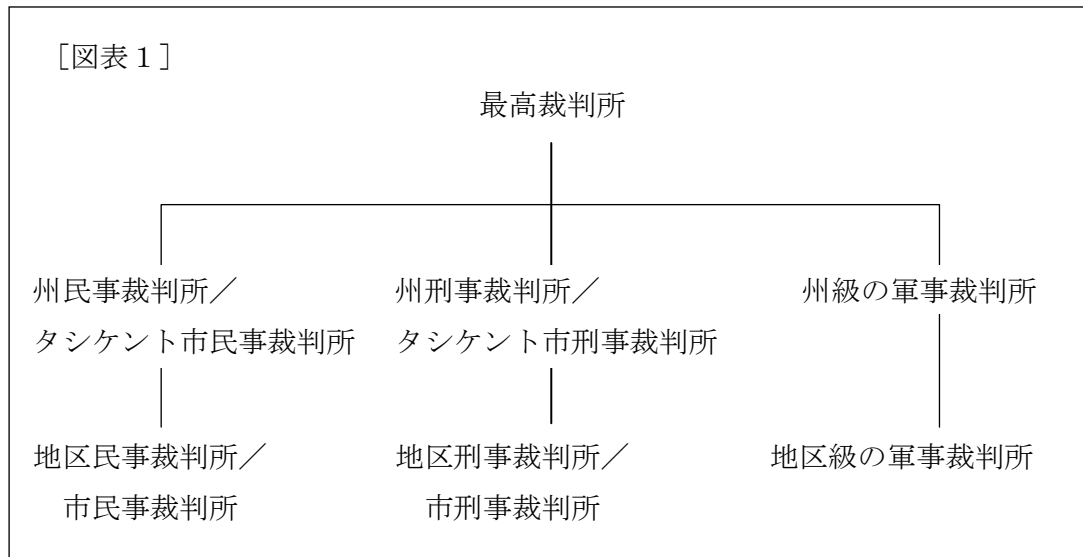 ［図表１］
最高裁判所
州民事裁判所／
タシケント市民事裁判所
州刑事裁判所／
タシケント市刑事裁判所
州級の軍事裁判所
地区民事裁判所／
市民事裁判所
地区刑事裁判所／
市刑事裁判所
地区級の軍事裁判所